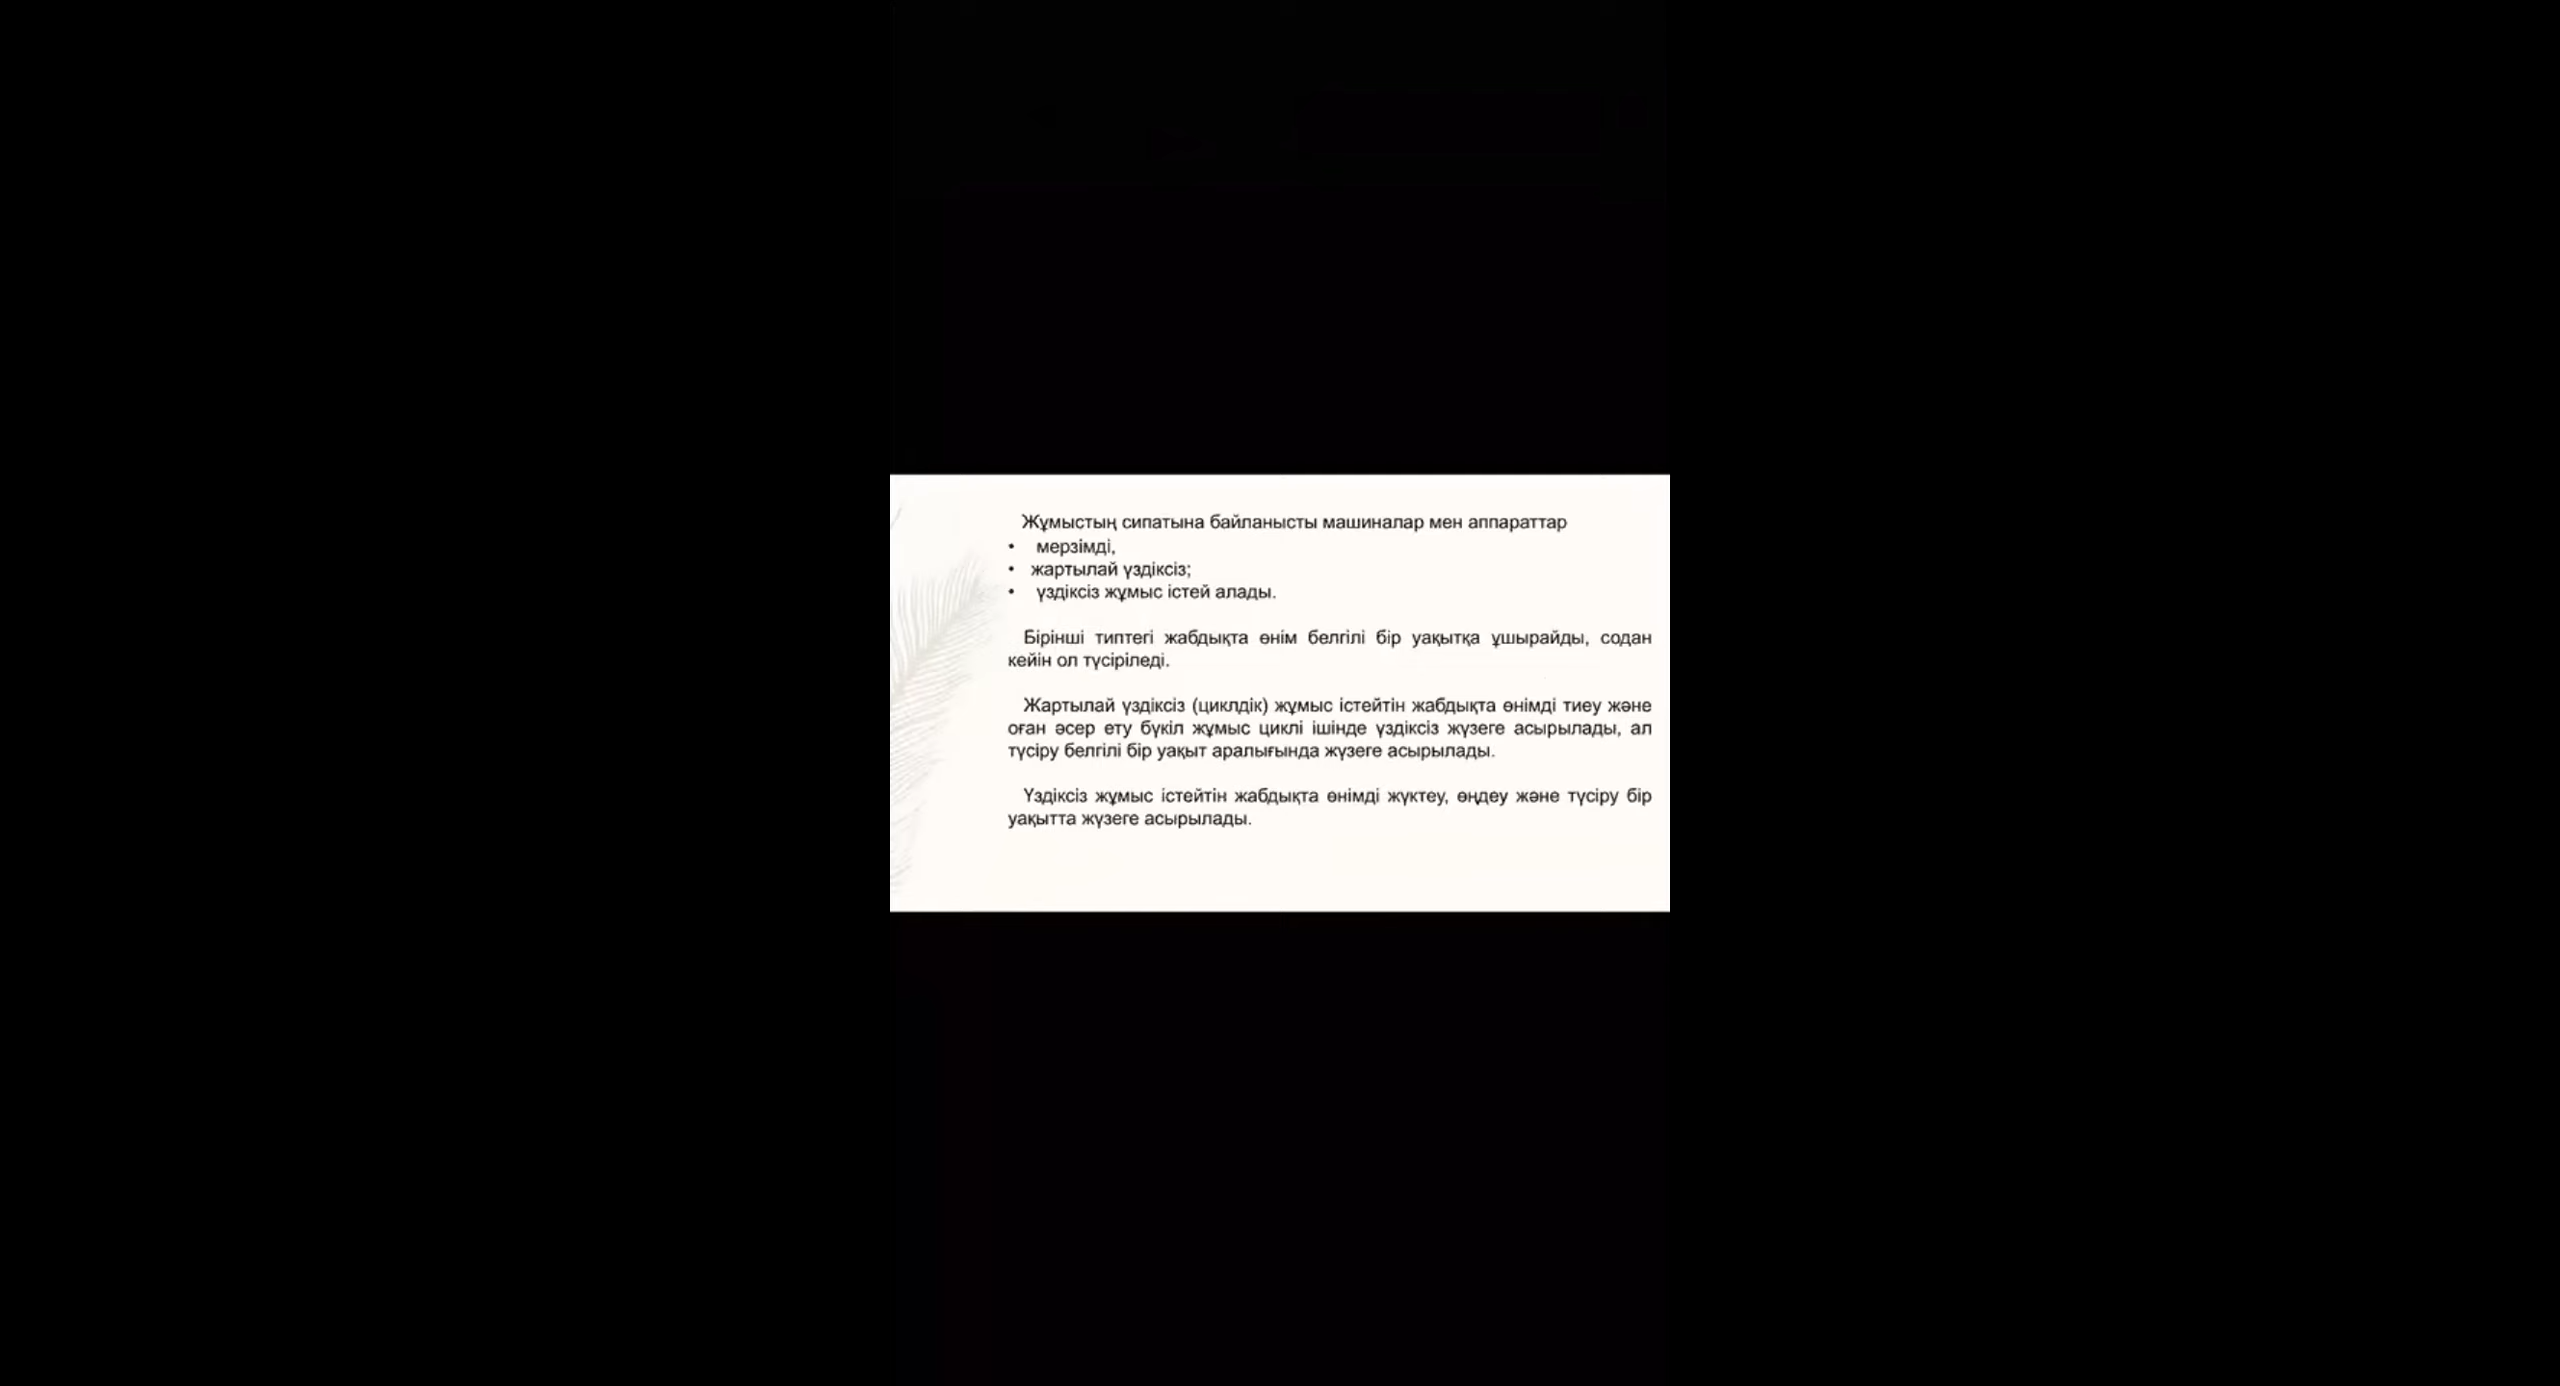 Жұмыстың сипатына байланысты машиналар мен аппараттар
• мерзімді,
• жартылай үздіксіз;
• үздіксіз жұмыс істей алады.
Бірінші типтегі жабдықта өнім белгілі бір уақытқа ұшырайды, содан
кейін ол түсіріледі.
Жартылай үздіксіз (циклдік) жұмыс істейтін жабдықта өнімді тиеу және
оған әсер ету бүкіл жұмыс циклі ішінде үздіксіз жүзеге асырылады, ал
түсіру белгілі бір уақыт аралығында жүзеге асырылады.
Үздіксіз жұмыс істейтін жабдықта өнімді жүктеу, өңдеу және түсіру бір
уақытта жүзеге асырылады.